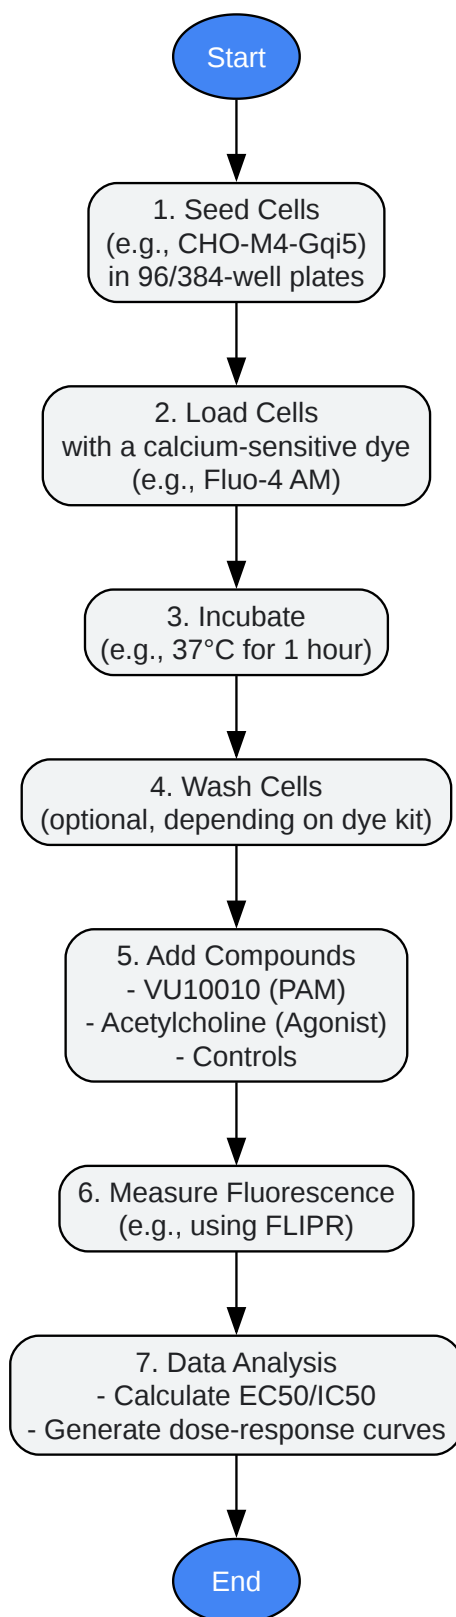 Start
1. Seed Cells
(e.g., CHO-M4-Gqi5)
in 96/384-well plates
2. Load Cells
with a calcium-sensitive dye
(e.g., Fluo-4 AM)
3. Incubate
(e.g., 37°C for 1 hour)
4. Wash Cells
(optional, depending on dye kit)
5. Add Compounds
- VU10010 (PAM)
- Acetylcholine (Agonist)
- Controls
6. Measure Fluorescence
(e.g., using FLIPR)
7. Data Analysis
- Calculate EC50/IC50
- Generate dose-response curves
End